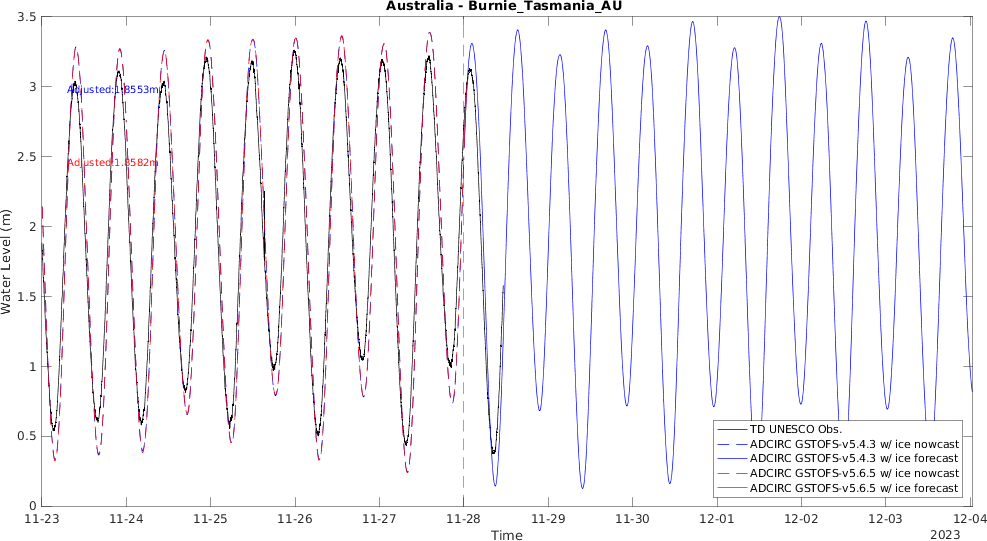 Australia - Burnie_Tasmania_AU
3.5
3
2.5
2
1.5
1
0.5
0
Water Level (m)
Adjusted:1.8553m
Adjusted:1.8582m
TD UNESCO Obs.
ADCIRC GSTOFS-v5.4.3 w/ ice nowcast
ADCIRC GSTOFS-v5.4.3 w/ ice forecast
ADCIRC GSTOFS-v5.6.5 w/ ice nowcast
ADCIRC GSTOFS-v5.6.5 w/ ice forecast
11-23 11-24 11-25 11-26 11-27 11-28 11-29 11-30 12-01 12-02 12-03 12-04
Time
2023